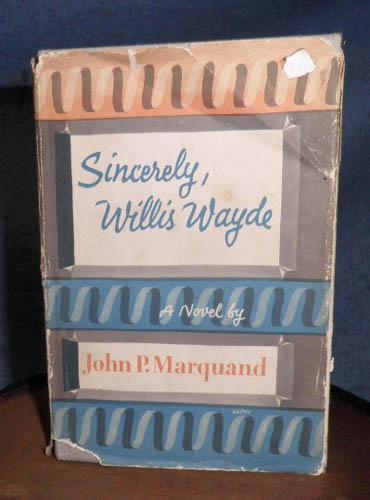 Sincerely,
Willis Wayde
A Novel by
John P. Marquand